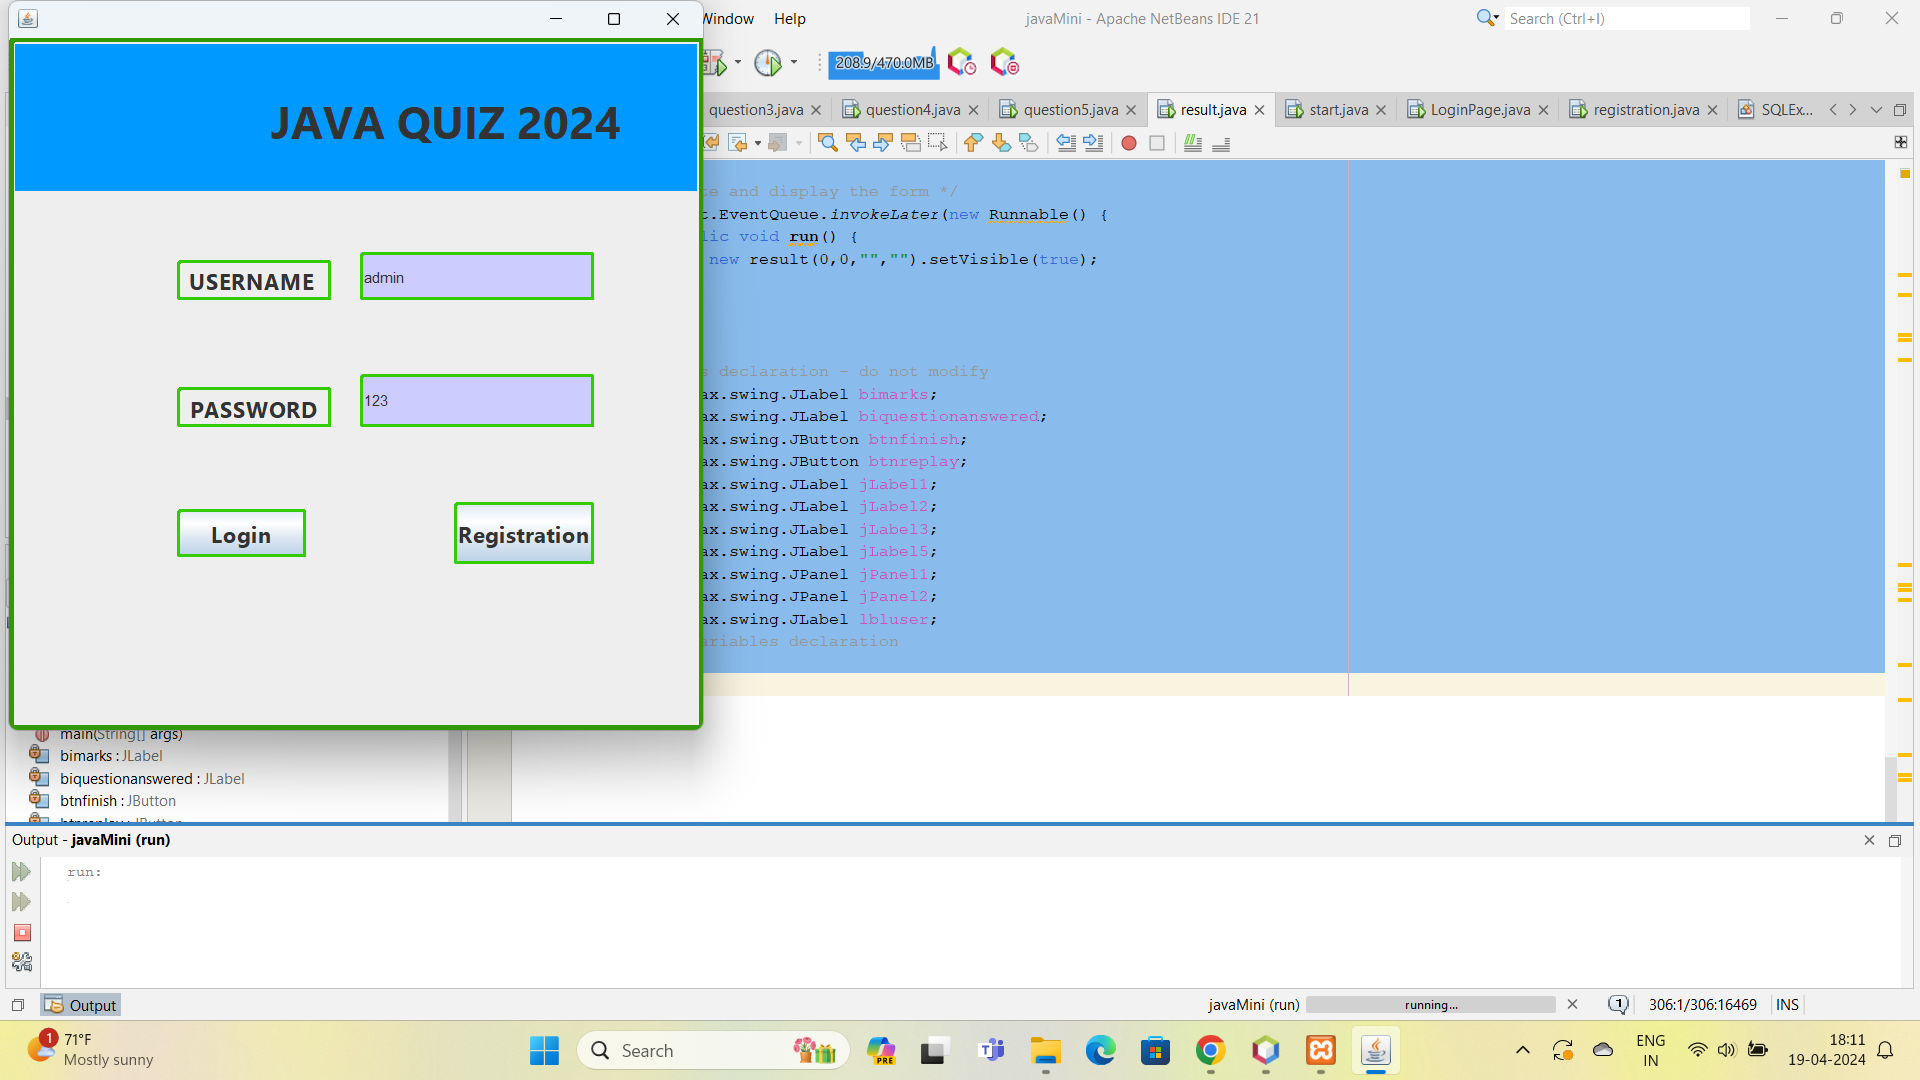 Window Help
javaMini - Apache NetBeans IDE 21
Search (Ctrl+I)
208.9/470.0MB
question3.java
question4.java
question5.java
result.java
start.java
LoginPage.java
registration.java
SQLEx...
JAVA QUIZ 2024
USERNAME
admin
PASSWORD
123
Login
Registration
te and display the form */
t.EventQueue.invokeLater(new Runnable() {
lic void run() {
new result(0,0,"","").setVisible(true);
s declaration - do not modify
ax.swing.JLabel bimarks;
ax.swing.JLabel biquestionanswered;
ax.swing.JButton btnfinish;
ax.swing.JButton btnreplay;
ax.swing.JLabel jLabel1;
ax.swing.JLabel jLabel2;
ax.swing.JLabel jLabel3;
ax.swing.JLabel jLabel5;
ax.swing.JPanel jPanel1;
ax.swing.JPanel jPanel2;
ax.swing.JLabel lbluser;
ariables declaration
main(String[] args)
bimarks : JLabel
biquestionanswered : JLabel
btnfinish : JButton
Output - javaMini (run)
run:
Output
javaMini (run)
running...
1
306:1/306:16469
INS
1
71°F
Mostly sunny
Search
PRE
ENG
IN
18:11
19-04-2024